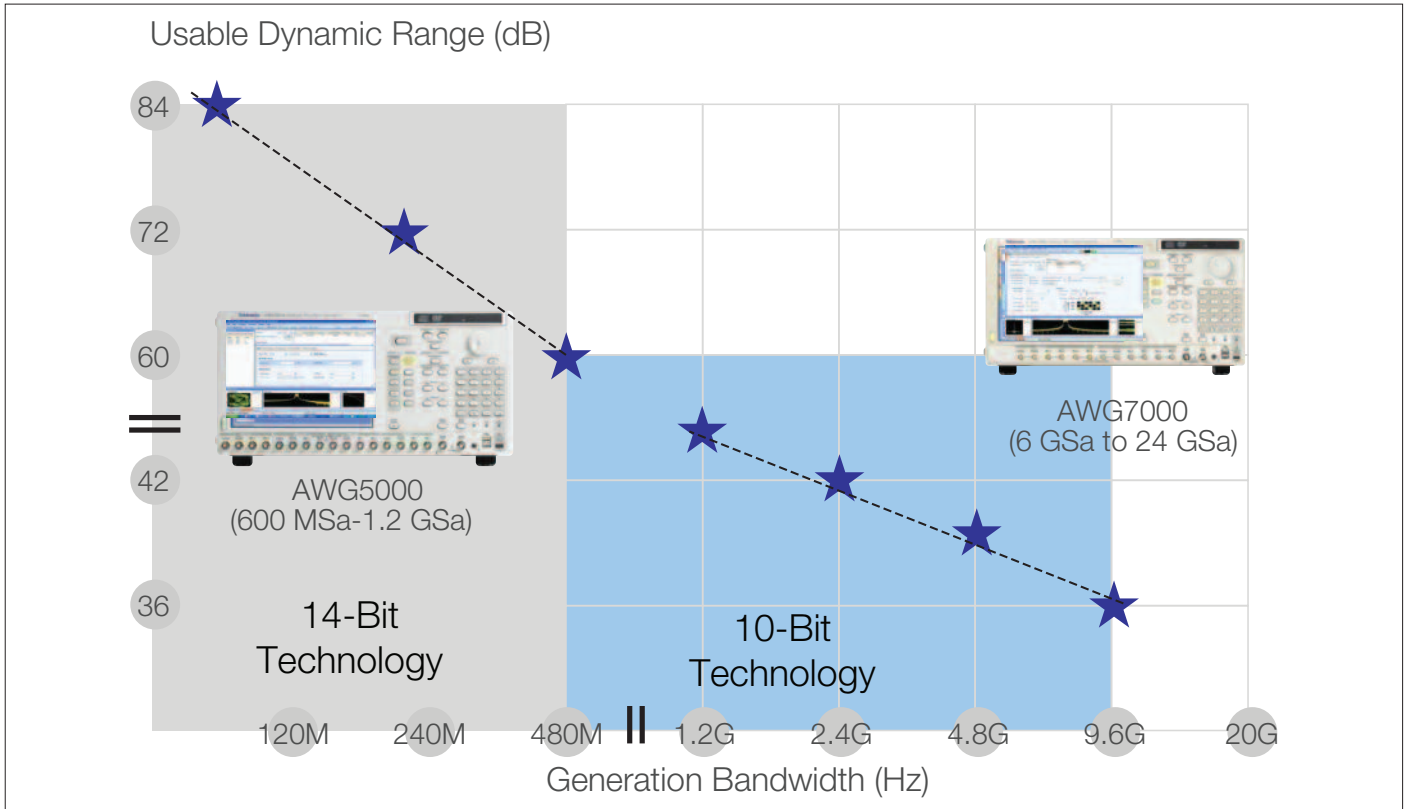 Usable Dynamic Range (dB)
84
72
60
42
36
AWG5000
(600 MSa-1.2 GSa)
AWG7000
(6 GSa to 24 GSa)
14-Bit
Technology
10-Bit
Technology
120M
240M
480M
1.2G
2.4G
4.8G
9.6G
20G
Generation Bandwidth (Hz)